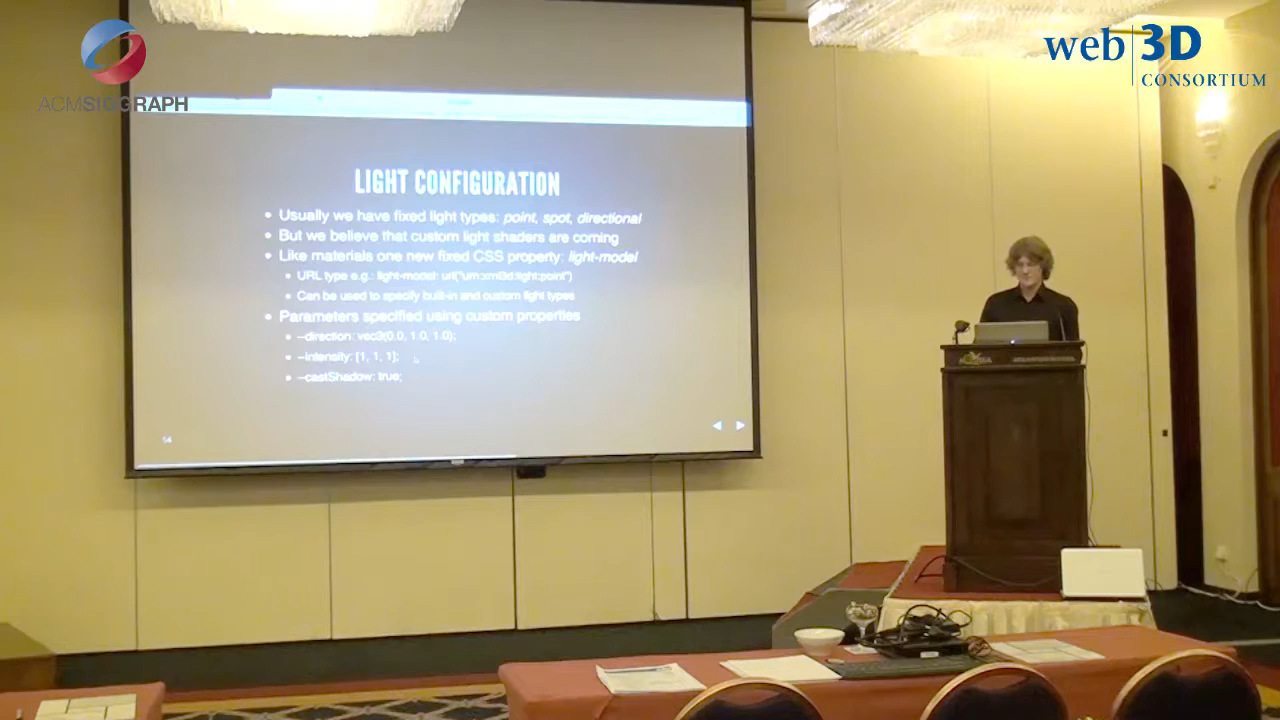 ACMSIGGRAPH
web 3D
CONSORTIUM
LIGHT CONFIGURATION
• Usually we have fixed light types: point, spot, directional
• But we believe that custom light shaders are coming
• Like materials one new fixed CSS property: light-model
• URL type e.g.: light-model: url("urn:xml3d:light:point")
• Can be used to specify built-in and custom light types
• Parameters specified using custom properties
• --direction: vec3(0.0, 1.0, 1.0);
• --intensity: [1, 1, 1];
• --castShadow: true;
54